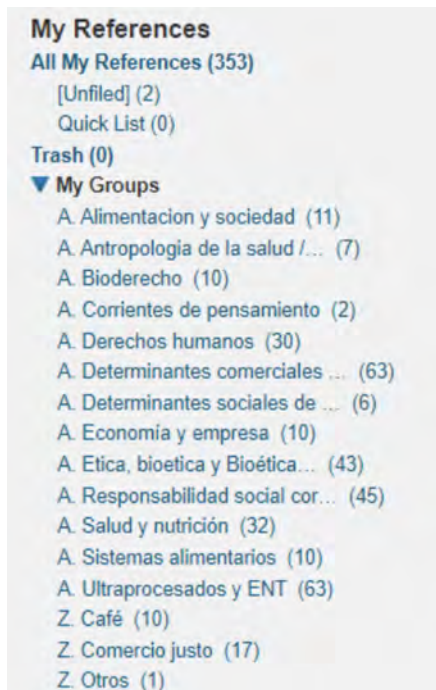 My References
All My References (353)
[Unfiled] (2)
Quick List (0)
Trash (0)
▼ My Groups
A. Alimentacion y sociedad (11)
A. Antropologia de la salud /... (7)
A. Bioderecho (10)
A. Corrientes de pensamiento (2)
A. Derechos humanos (30)
A. Determinantes comerciales ... (63)
A. Determinantes sociales de ... (6)
A. Economía y empresa (10)
A. Etica, bioetica y Bioética... (43)
A. Responsabilidad social cor... (45)
A. Salud y nutrición (32)
A. Sistemas alimentarios (10)
A. Ultraprocesados y ENT (63)
Z. Café (10)
Z. Comercio justo (17)
Z. Otros (1)